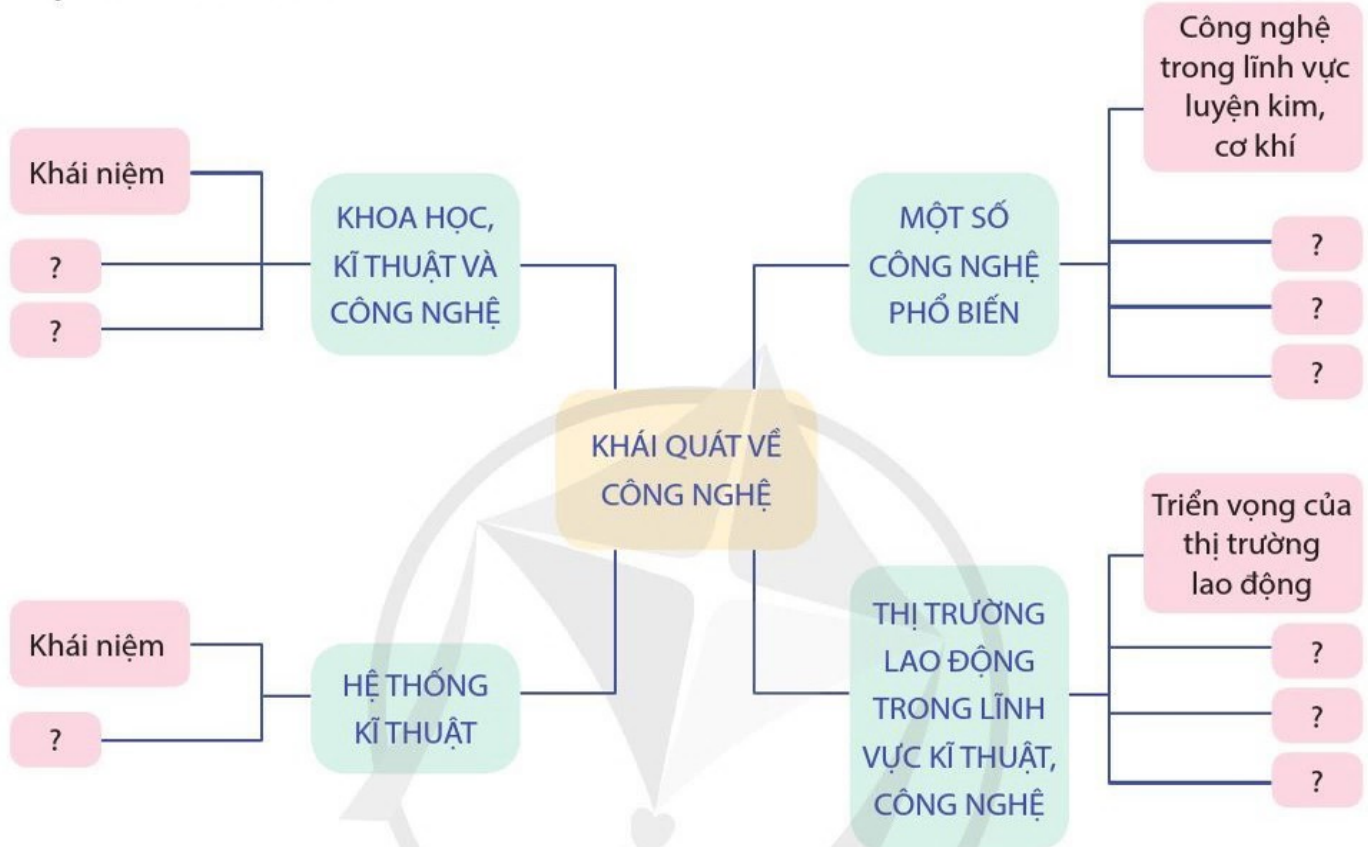 Khái niệm
?
?
KHOA HỌC,
KĨ THUẬT VÀ
CÔNG NGHỆ
MỘT SỐ
CÔNG NGHỆ
PHỔ BIẾN
Công nghệ
trong lĩnh vực
luyện kim,
cơ khí
?
?
?
KHÁI QUÁT VỀ
CÔNG NGHỆ
Khái niệm
?
HỆ THỐNG
KĨ THUẬT
THỊ TRƯỜNG
LAO ĐỘNG
TRONG LĨNH
VỰC KĨ THUẬT,
CÔNG NGHỆ
Triển vọng của
thị trường
lao động
?
?
?